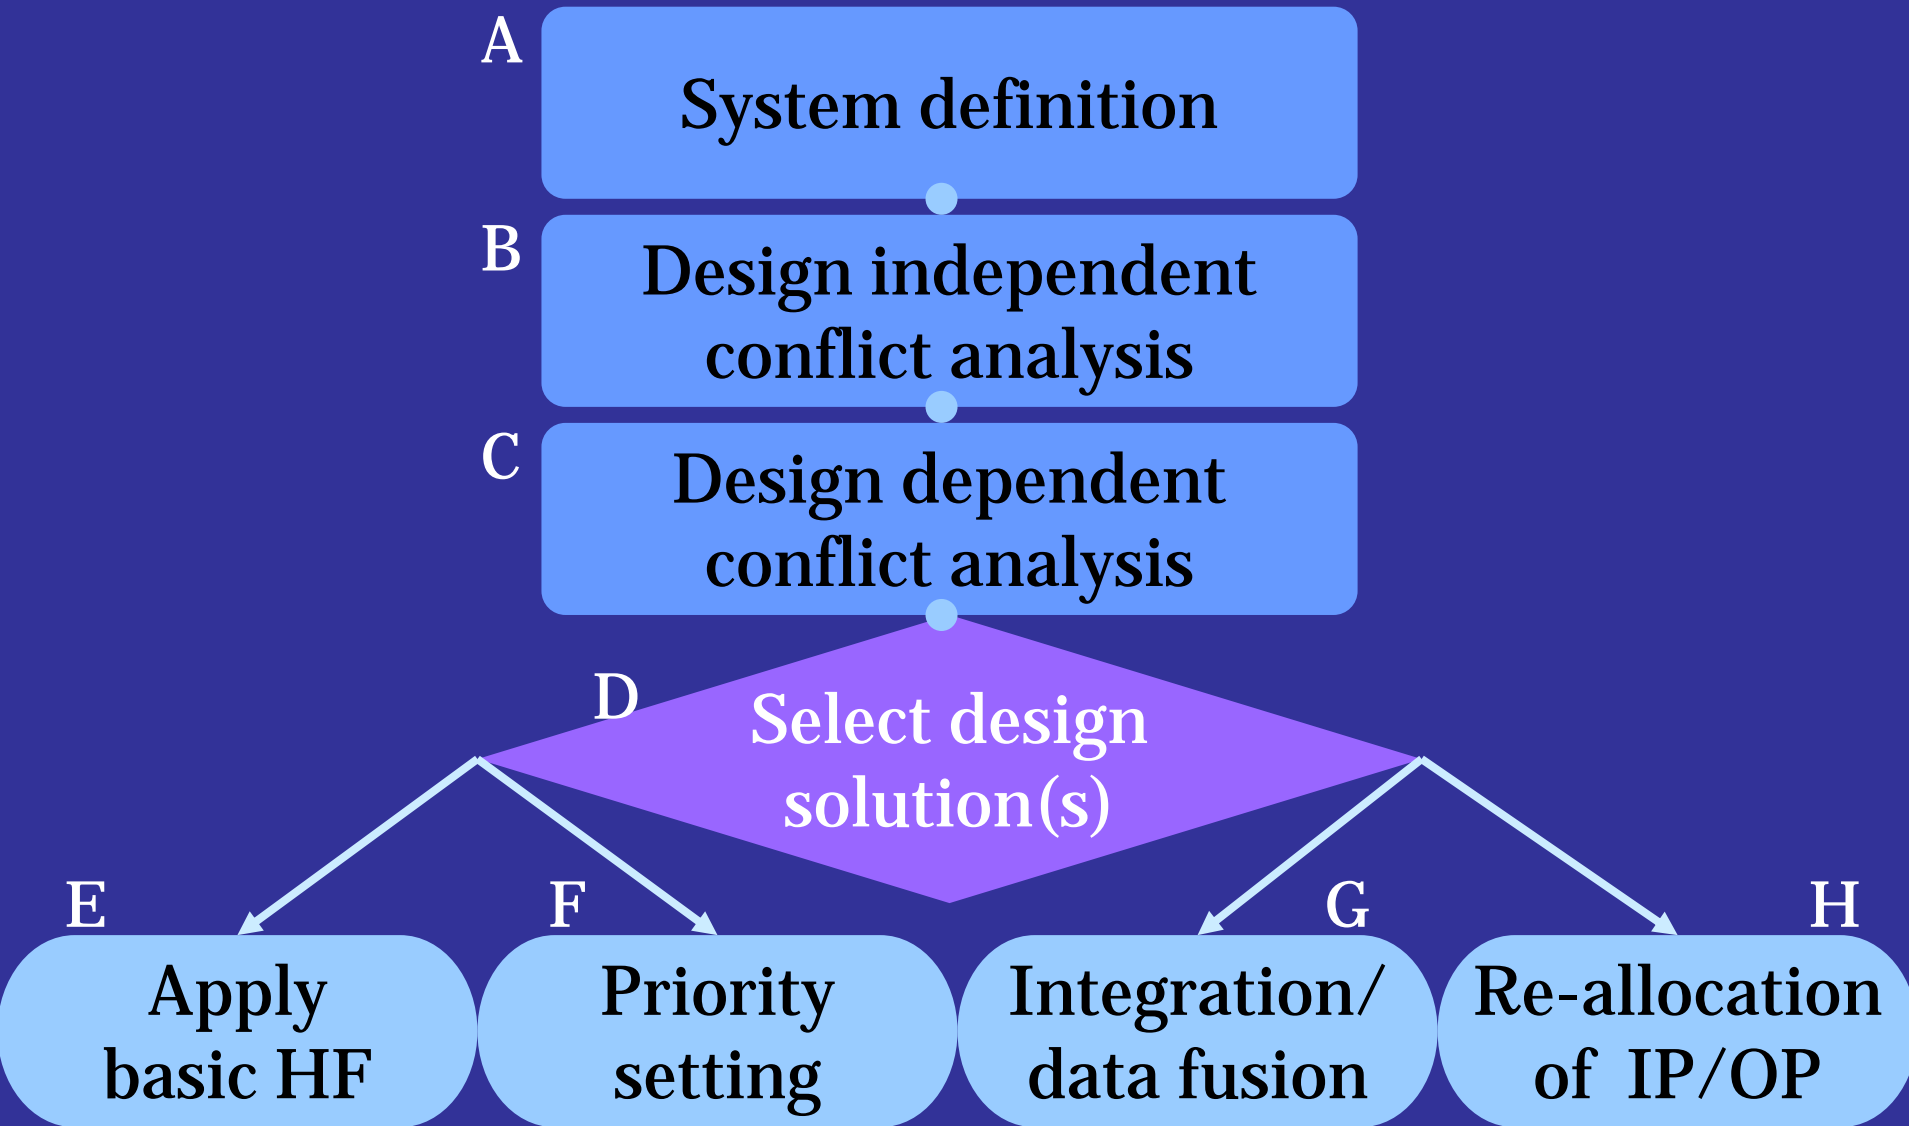 A
System definition
B
Design independent
conflict analysis
C
Design dependent
conflict analysis
D
Select design
solution(s)
E
Apply
basic HF
F
Priority
setting
G
Integration/
data fusion
H
Re-allocation
of IP/OP